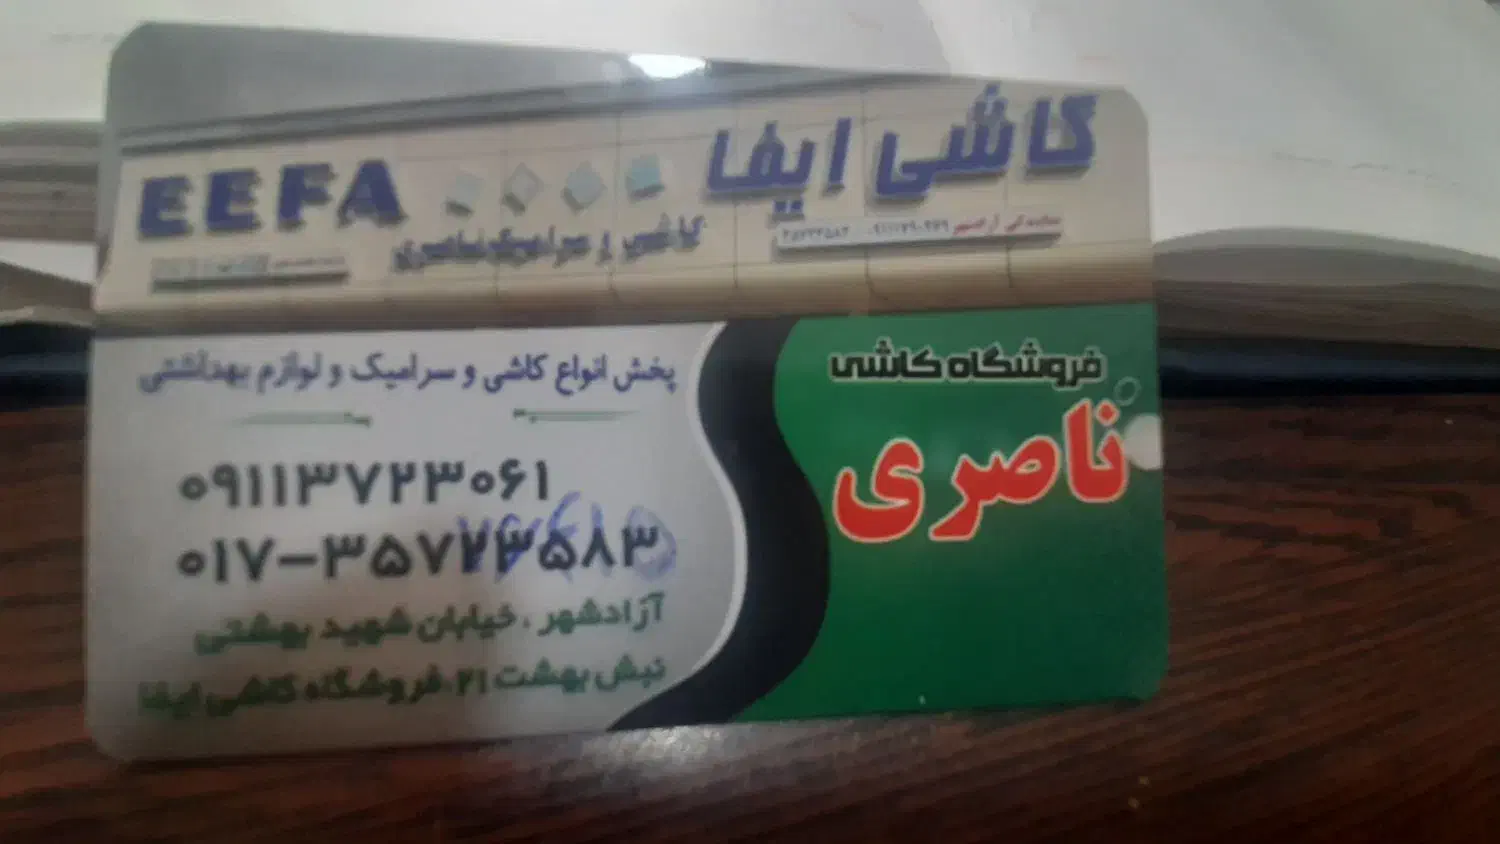 کاشی ایفا
EEFA
کاشی و سرامیک ناصری
فروشگاه کاشی
ناصری
پخش انواع کاشی و سرامیک و لوازم بهداشتی
۰۹۱۱۳۷۲۳۰۶۱
۰۱۷-۳۵۷۲۳۵۸۳
آزادشهر ، خیابان شهید بهشتی
نبش بهشت ۲۱ فروشگاه کاشی ایفا